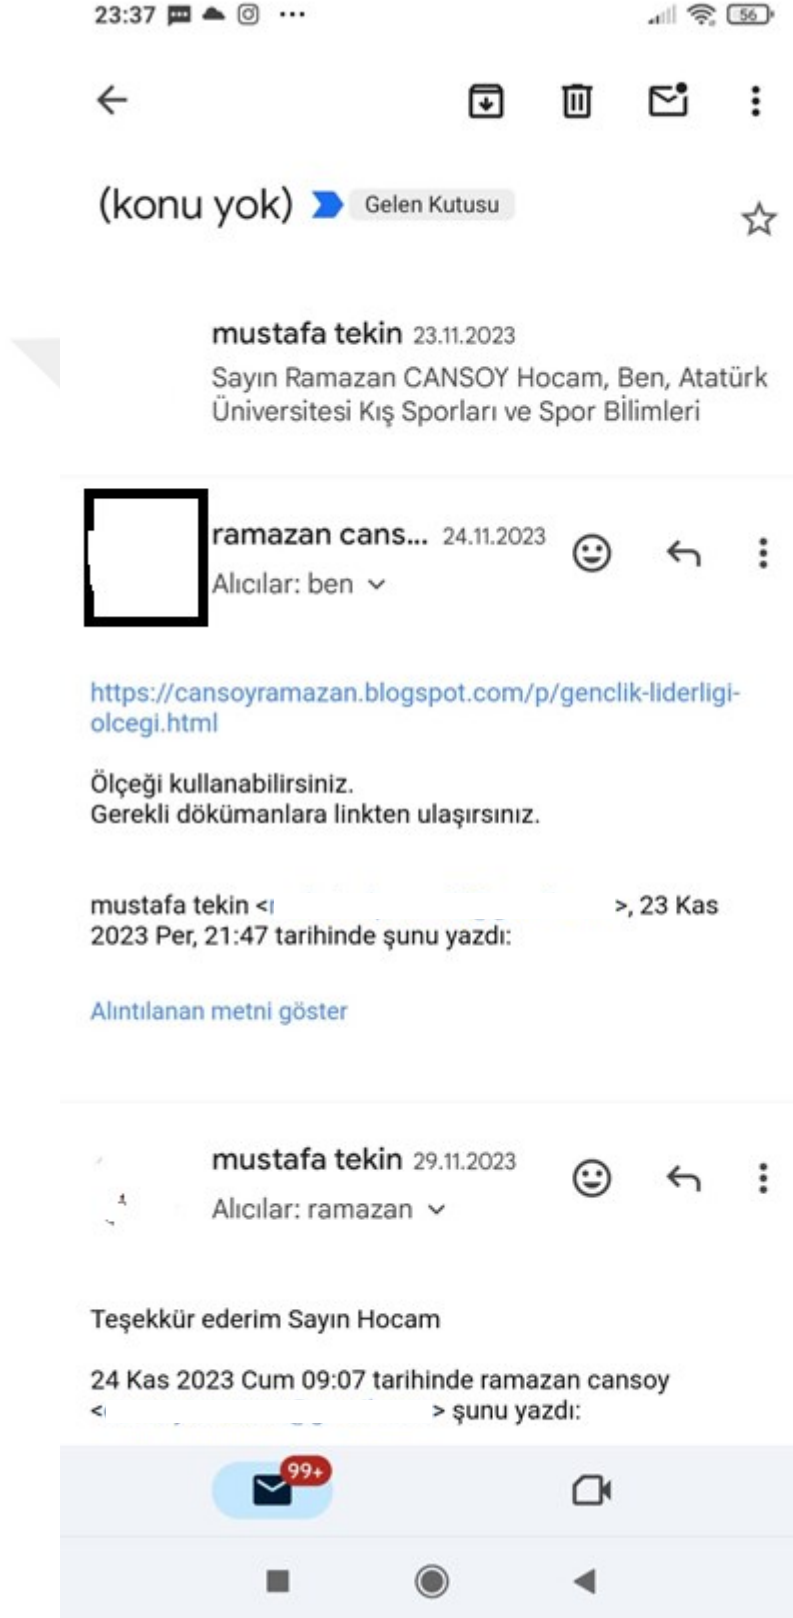 23:37
56
(konu yok) Gelen Kutusu
mustafa tekin 23.11.2023
Sayın Ramazan CANSOY Hocam, Ben, Atatürk
Üniversitesi Kış Sporları ve Spor Bİlimleri
ramazan cans... 24.11.2023
Alıcılar: ben
https://cansoyramazan.blogspot.com/p/genclik-liderligi-
olcegi.html
Ölçeği kullanabilirsiniz.
Gerekli dökümanlara linkten ulaşırsınız.
mustafa tekin < >, 23 Kas
2023 Per, 21:47 tarihinde şunu yazdı:
Alıntılanan metni göster
mustafa tekin 29.11.2023
Alıcılar: ramazan
Teşekkür ederim Sayın Hocam
24 Kas 2023 Cum 09:07 tarihinde ramazan cansoy
< > şunu yazdı:
99+